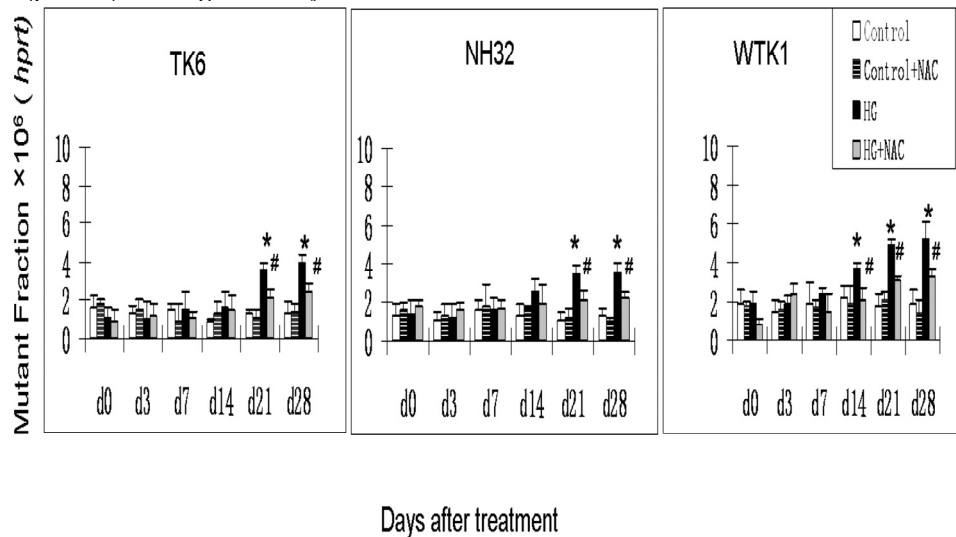 Mutant Fraction ×10⁶ ( hprt)
TK6
10
8
6
4
2
0
* *
# #
d0 d3 d7 d14 d21 d28
NH32
10
8
6
4
2
0
* *
# #
d0 d3 d7 d14 d21 d28
WTK1
10
8
6
4
2
0
* * *
# # #
d0 d3 d7 d14 d21 d28
Control
Control+NAC
HG
HG+NAC
Days after treatment